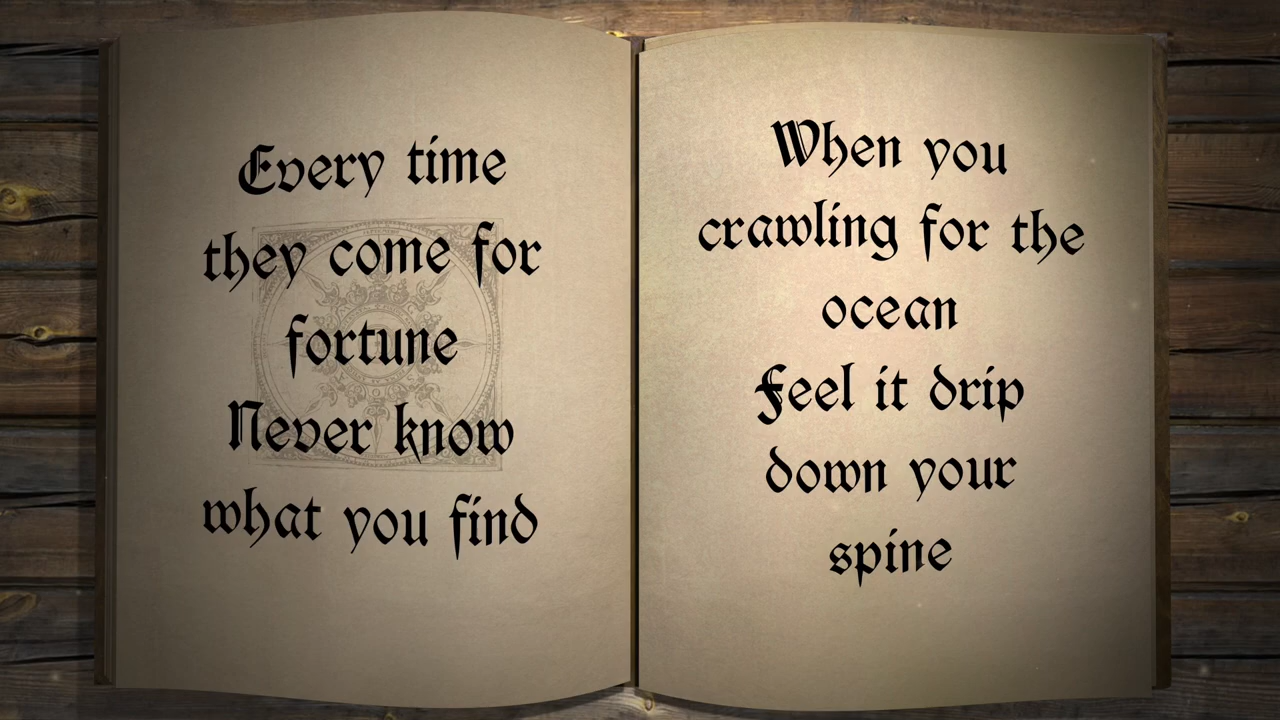 Every time
they come for
fortune
Never know
what you find
When you
crawling for the
ocean
Feel it drip
down your
spine